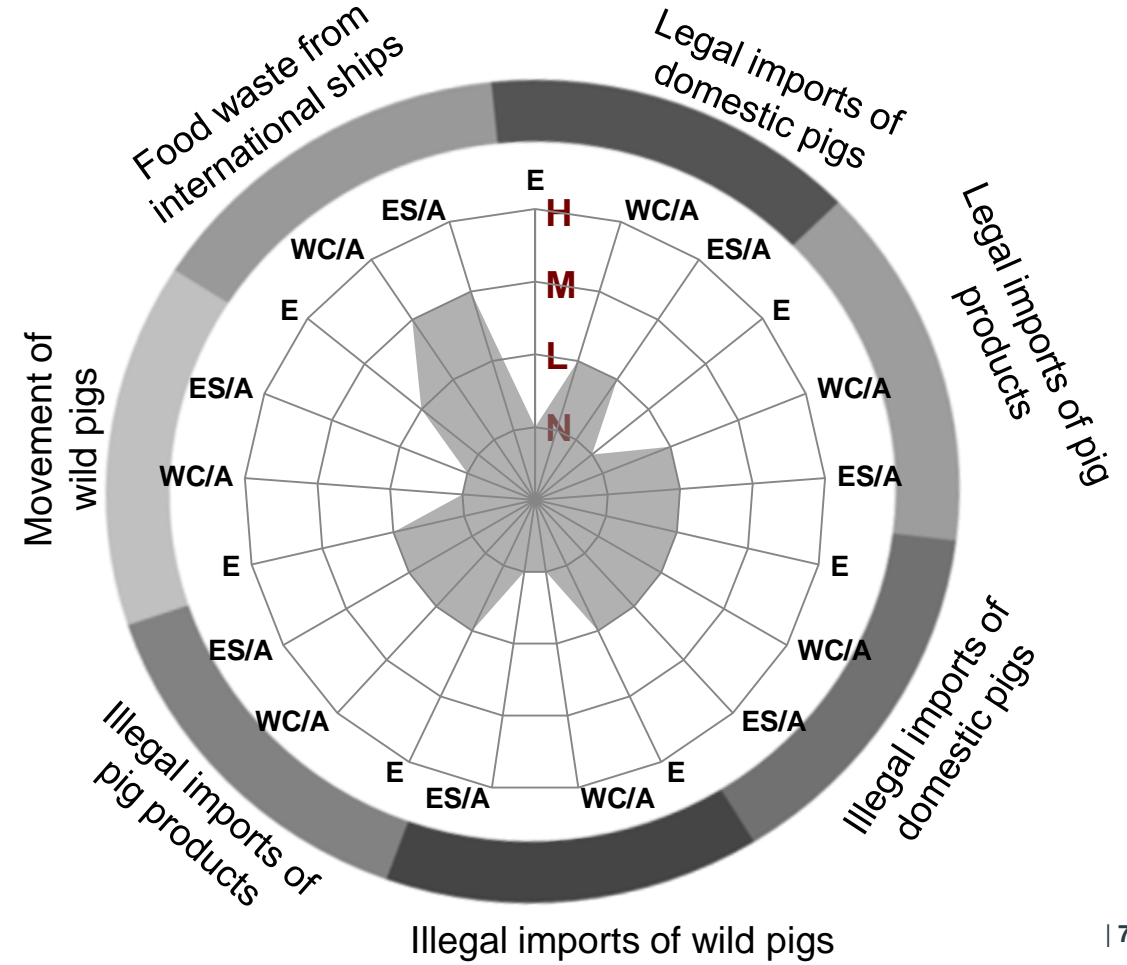 Food waste from
international ships
Legal imports of
domestic pigs
Legal imports of pig
products
Illegal imports of
domestic pigs
Illegal imports of wild pigs
Illegal imports of
pig products
Movement of
wild pigs
E
WC/A
ES/A
E
WC/A
ES/A
E
WC/A
ES/A
E
WC/A
ES/A
E
WC/A
ES/A
E
WC/A
ES/A
E
WC/A
ES/A
H
M
L
N
| 7